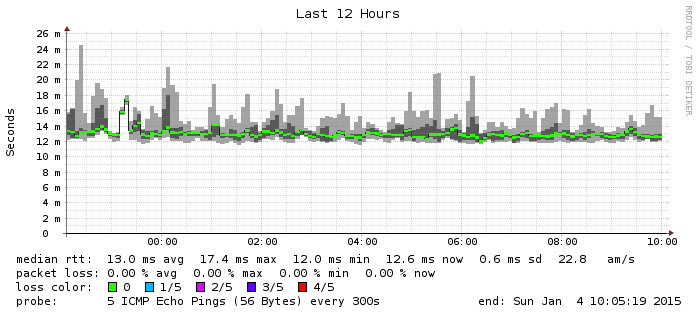 Last 12 Hours
RRDTOOL / TOBI OETIKER
Seconds
26 m
24 m
22 m
20 m
18 m
16 m
14 m
12 m
10 m
8 m
6 m
4 m
2 m
0
00:00 02:00 04:00 06:00 08:00 10:00
median rtt: 13.0 ms avg 17.4 ms max 12.0 ms min 12.6 ms now 0.6 ms sd 22.8 am/s
packet loss: 0.00 % avg 0.00 % max 0.00 % min 0.00 % now
loss color: 0 1/5 2/5 3/5 4/5
probe: 5 ICMP Echo Pings (56 Bytes) every 300s end: Sun Jan 4 10:05:19 2015